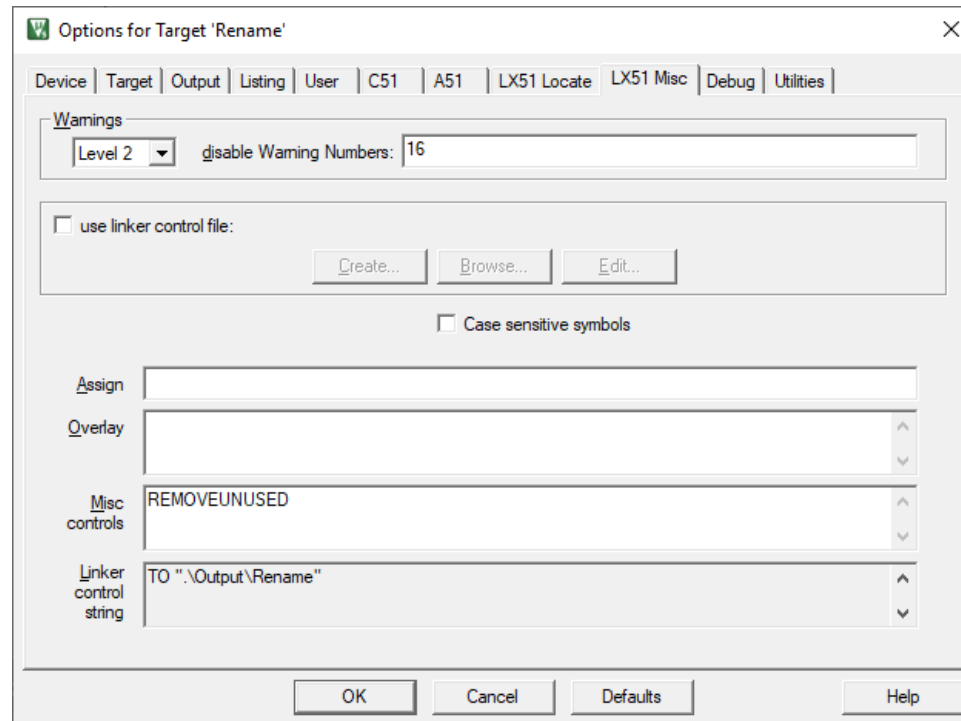 Options for Target 'Rename'
Device Target Output Listing User C51 A51 LX51 Locate LX51 Misc Debug Utilities
Warnings
Level 2 disable Warning Numbers: 16
use linker control file:
Create... Browse... Edit...
Case sensitive symbols
Assign
Overlay
Misc controls REMOVEUNUSED
Linker control string TO ".\Output\Rename"
OK Cancel Defaults Help